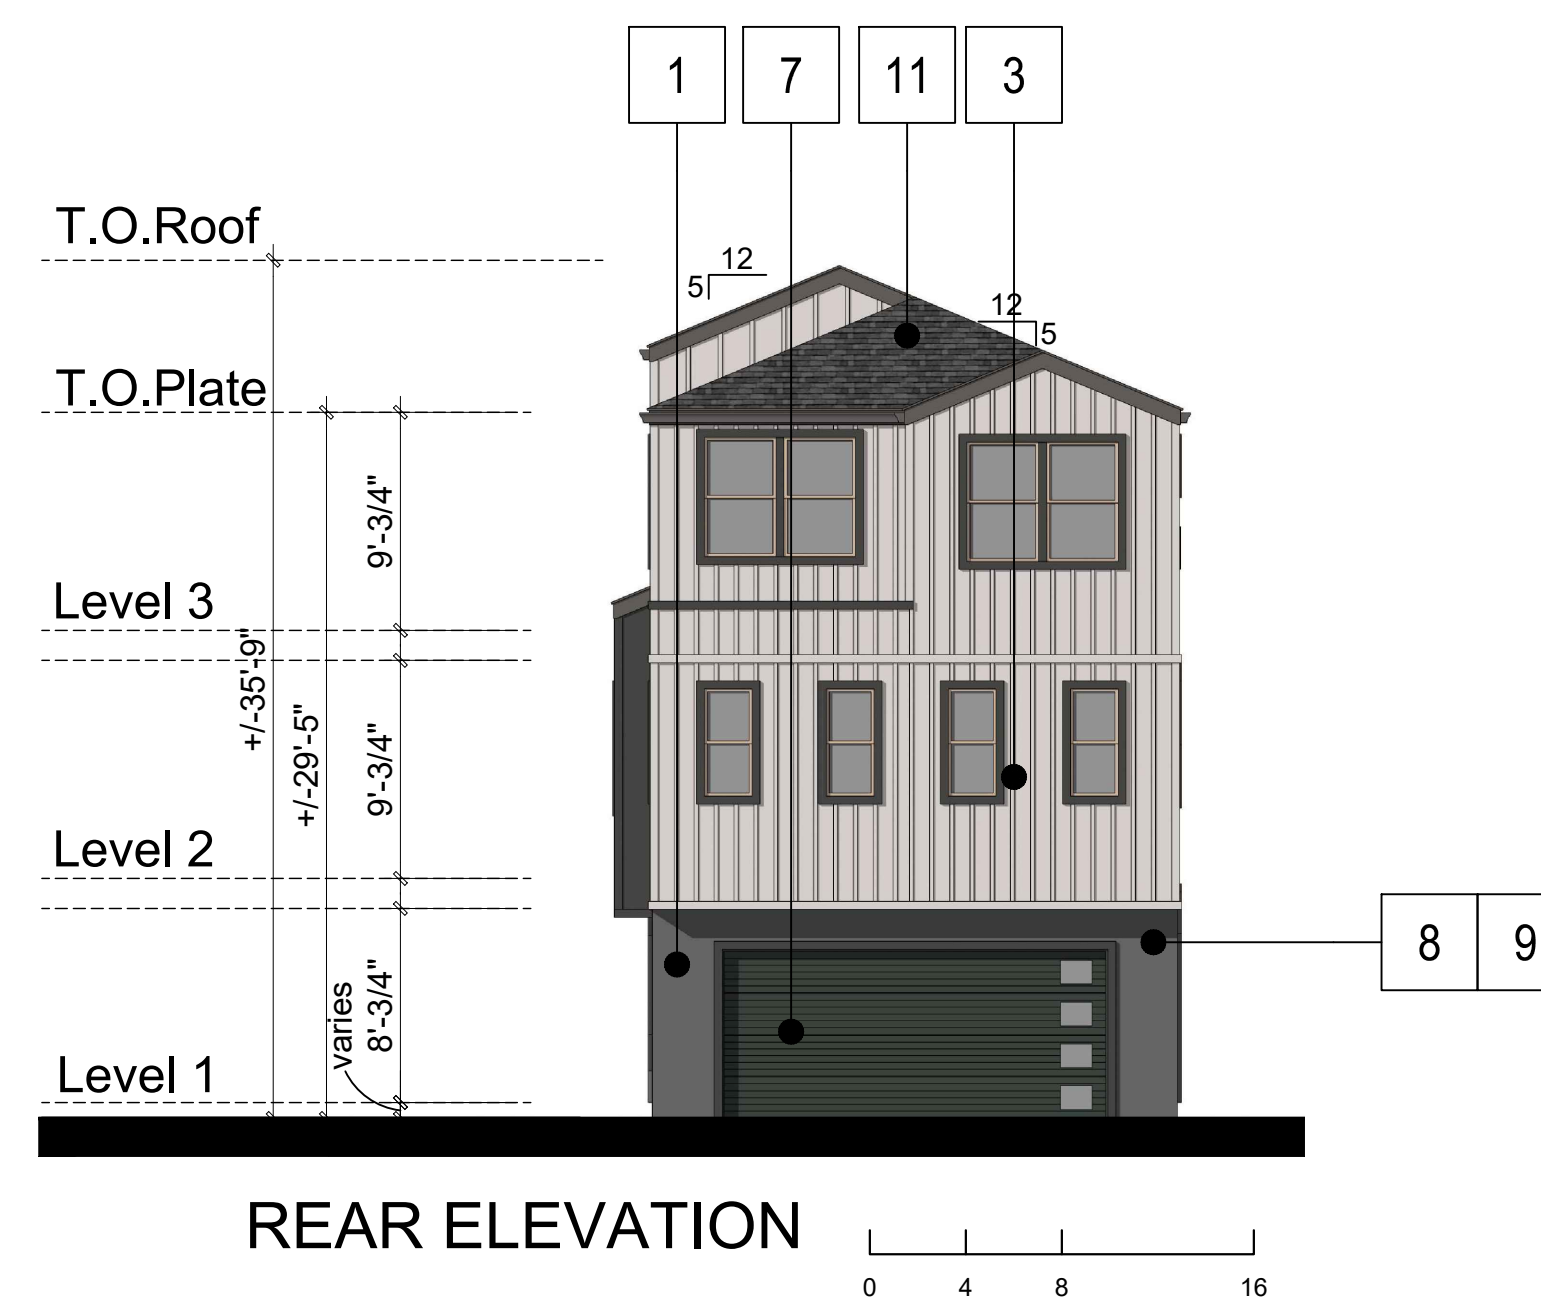 1 7 11 3
T.O.Roof
12
5
12
5
T.O.Plate
9'-3/4"
Level 3
+/-35'-9"
+/-29'-5"
9'-3/4"
Level 2
8 9
varies
8'-3/4"
Level 1
REAR ELEVATION
0 4 8 16